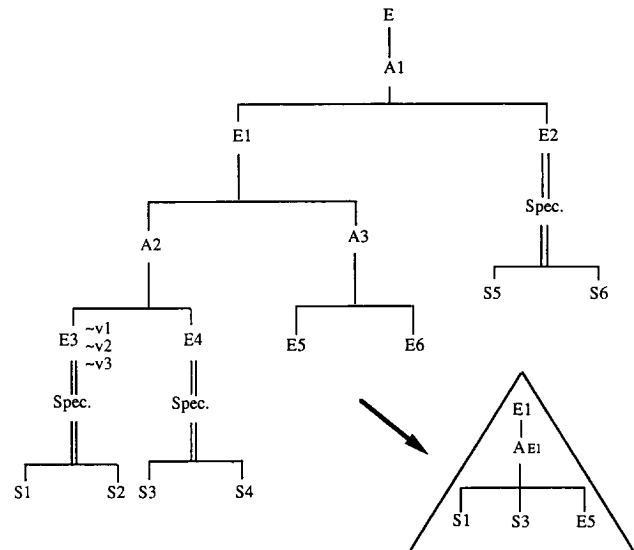 E
A1
E1 E2
Spec.
A2 A3
S5 S6
E3 ~v1
~v2
~v3
E4 E5 E6
Spec. Spec.
E1
A E1
S1 S2 S3 S4
S1 S3 E5